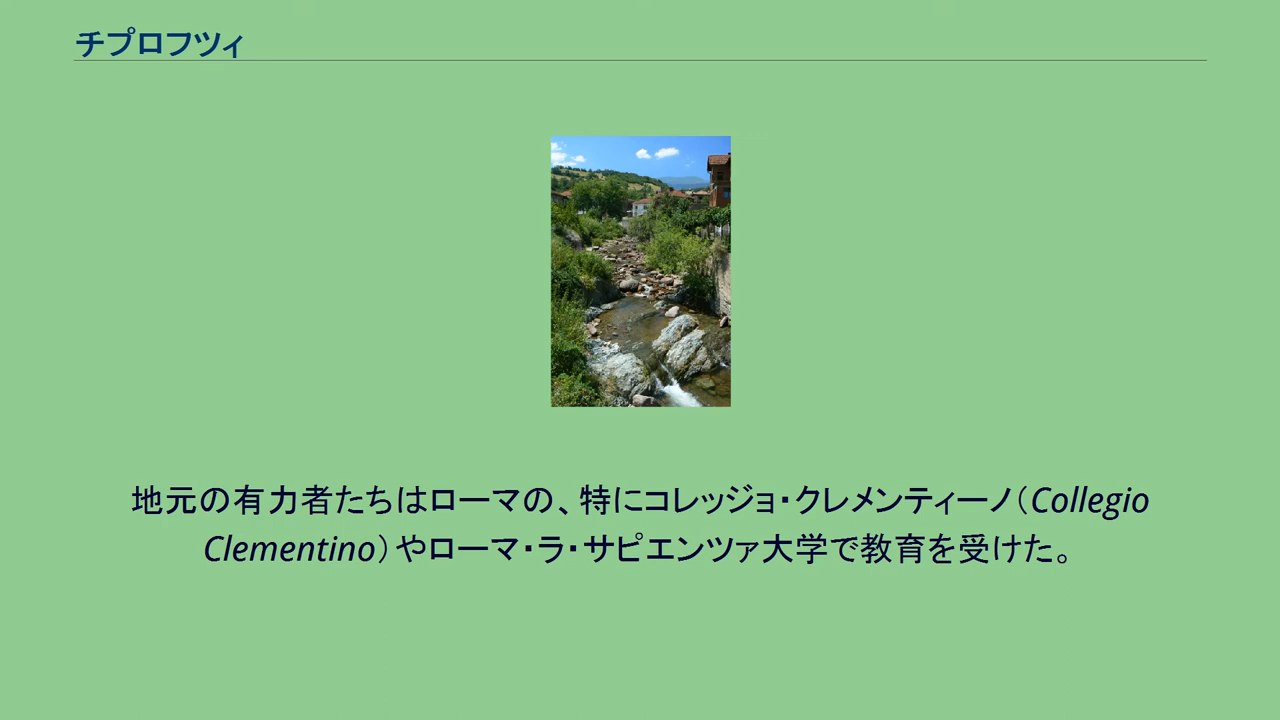 チプロフツィ
地元の有力者たちはローマの、特にコレッジョ・クレメンティーノ（Collegio
Clementino）やローマ・ラ・サピエンツァ大学で教育を受けた。